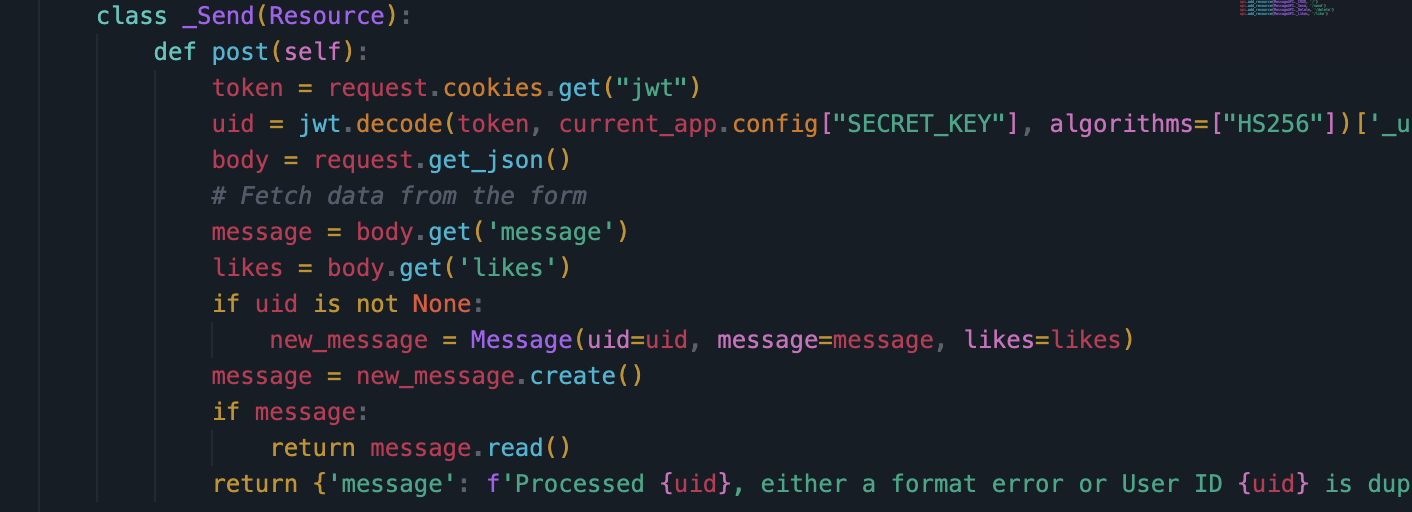 class _Send(Resource):
def post(self):
token = request.cookies.get("jwt")
uid = jwt.decode(token, current_app.config["SECRET_KEY"], algorithms=["HS256"])['_u
body = request.get_json()
# Fetch data from the form
message = body.get('message')
likes = body.get('likes')
if uid is not None:
new_message = Message(uid=uid, message=message, likes=likes)
message = new_message.create()
if message:
return message.read()
return {'message': f'Processed {uid}, either a format error or User ID {uid} is dup